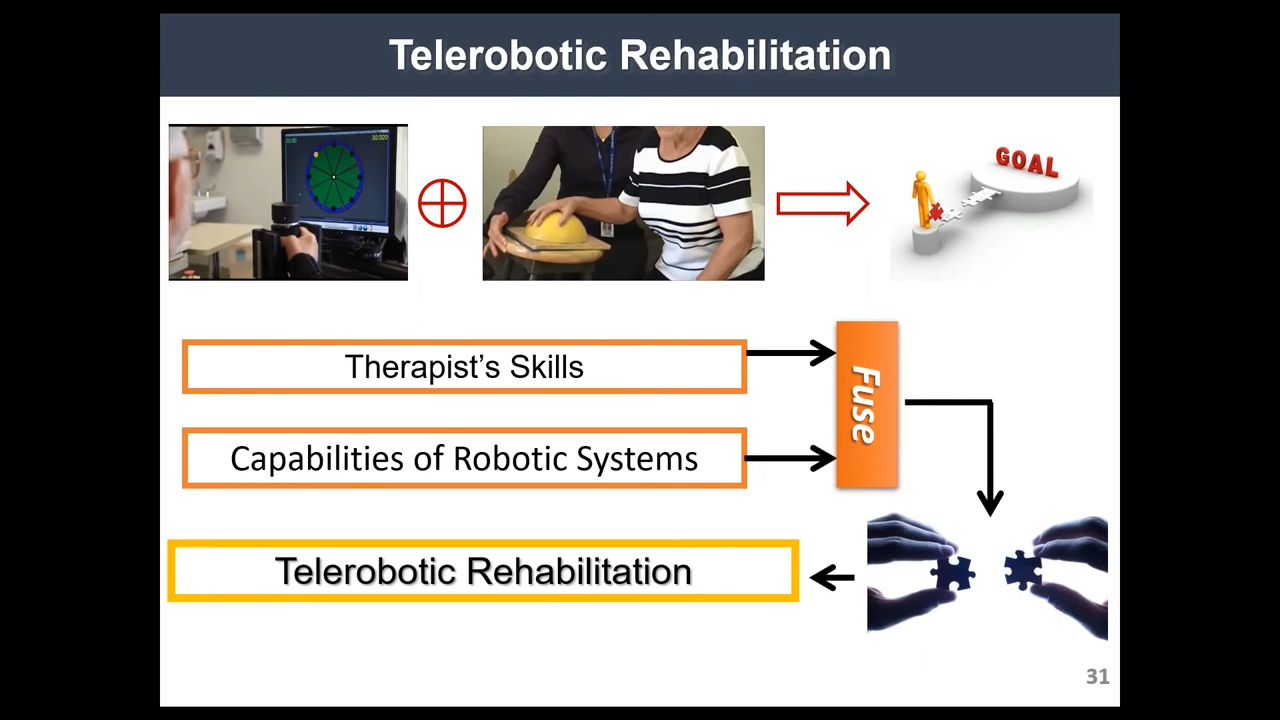 Telerobotic Rehabilitation
GOAL
Therapist's Skills
Fuse
Capabilities of Robotic Systems
Telerobotic Rehabilitation
31